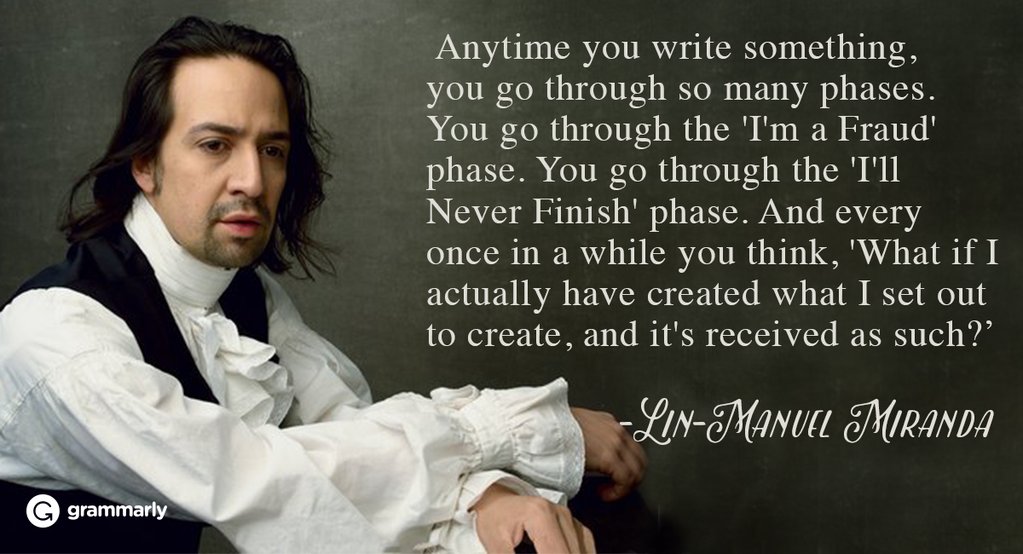 Anytime you write something,
you go through so many phases.
You go through the 'I'm a Fraud'
phase. You go through the 'I'll
Never Finish' phase. And every
once in a while you think, 'What if I
actually have created what I set out
to create, and it's received as such?’
-Lin-Manuel Miranda
grammarly